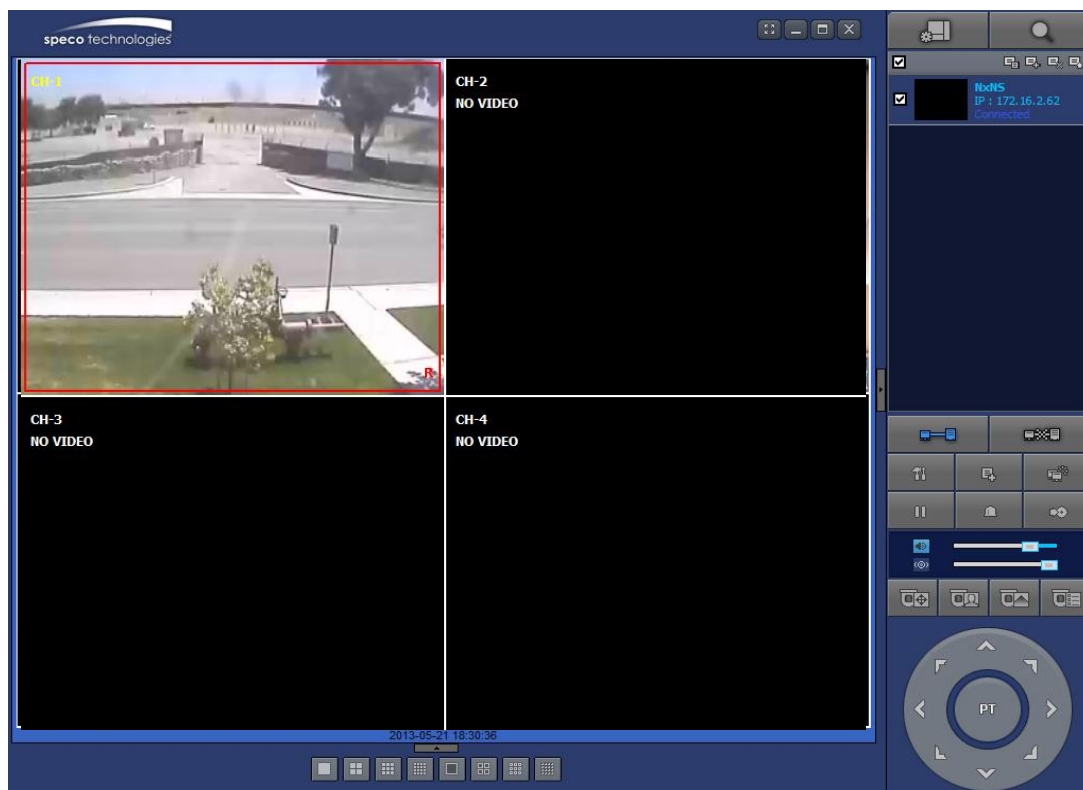 speco technologies
CH-1
CH-2
NO VIDEO
R
CH-3
NO VIDEO
CH-4
NO VIDEO
2013-05-21 18:30:36
NxNS
IP : 172.16.2.62
Connected
PT